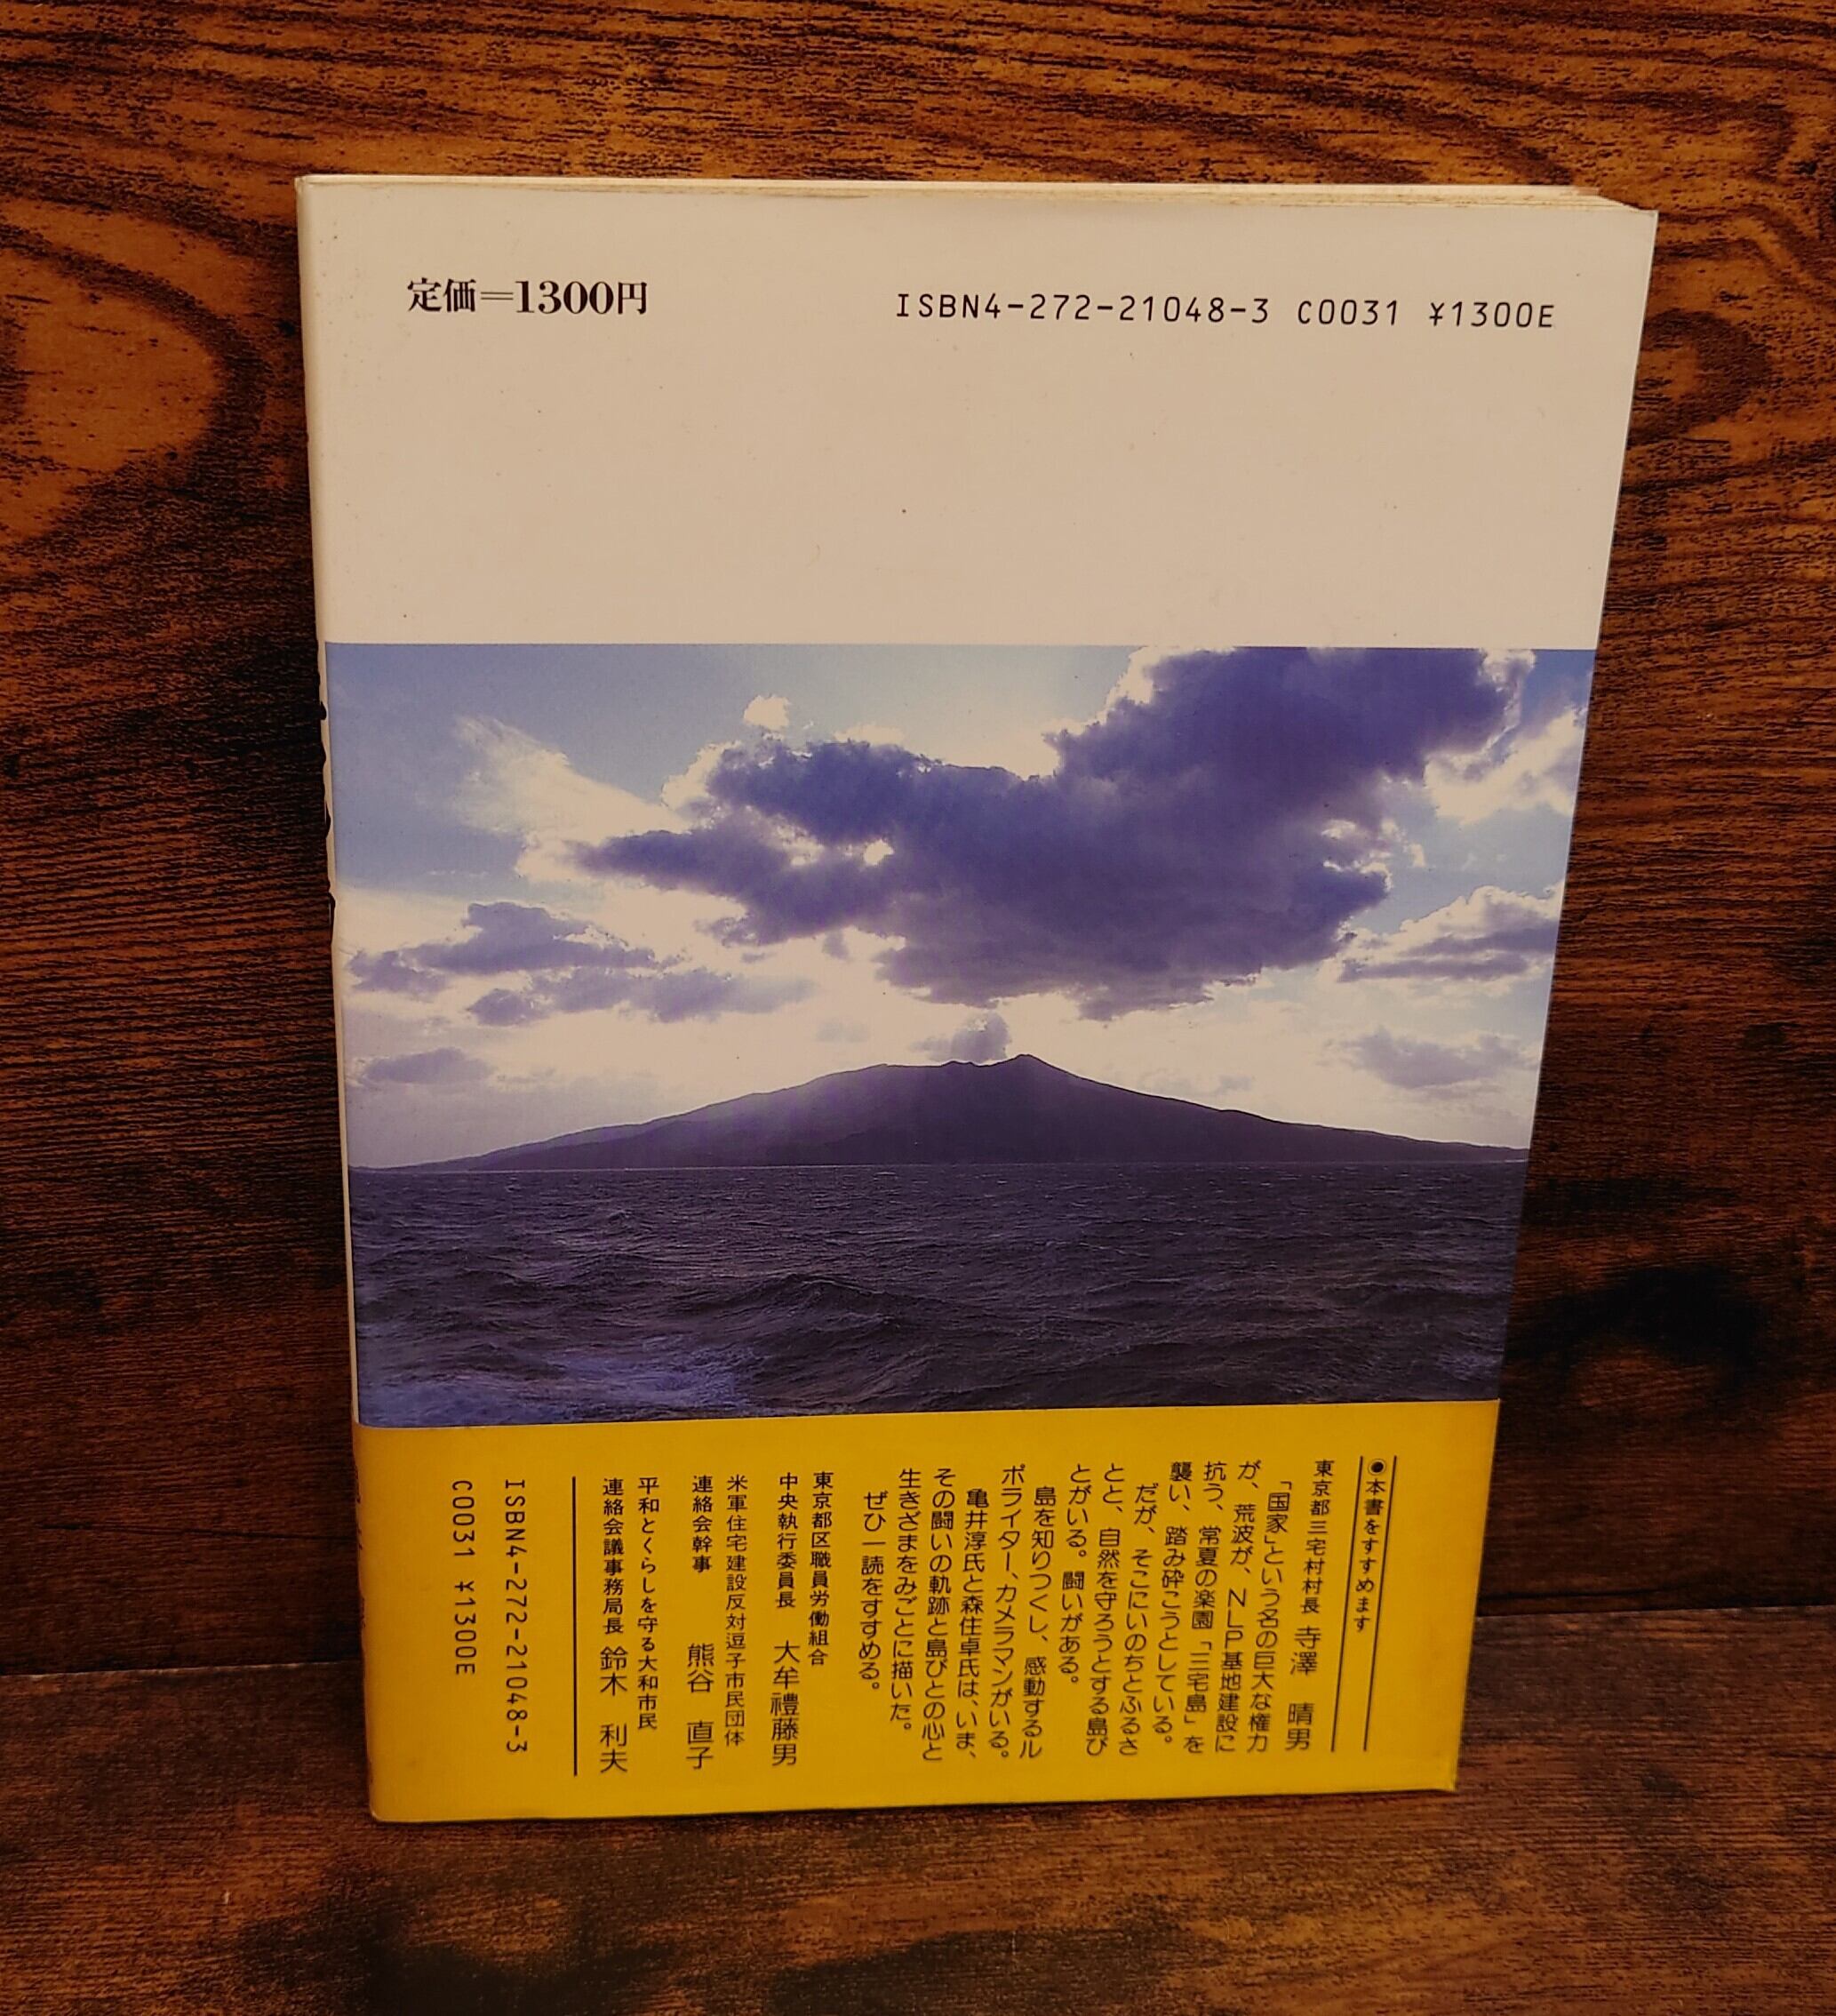 定価=1300円
ISBN4-272-21048-3 C0031 ¥1300E
●本書をすすめます
東京都三宅村村長 寺澤 晴男
「国家」という名の巨大な権力
が、荒波が、NLP基地建設に
抗う、常夏の楽園「三宅島」を
襲い、踏み砕こうとしている。
だが、そこにいのちとふるさ
とと、自然を守ろうとする島び
とがいる。闘いがある。
島を知りつくし、感動するル
ポライター、カメラマンがいる。
亀井淳氏と森住卓氏は、いま、
その闘いの軌跡と島びとの心と
生きざまをみごとに描いた。
ぜひ一読をすすめる。
東京都区職員労働組合
中央執行委員長 大牟禮藤男
米軍住宅建設反対逗子市民団体
連絡会幹事 熊谷 直子
平和とくらしを守る大和市民
連絡会議事務局長 鈴木 利夫
ISBN4-272-21048-3
C0031 ¥1300E